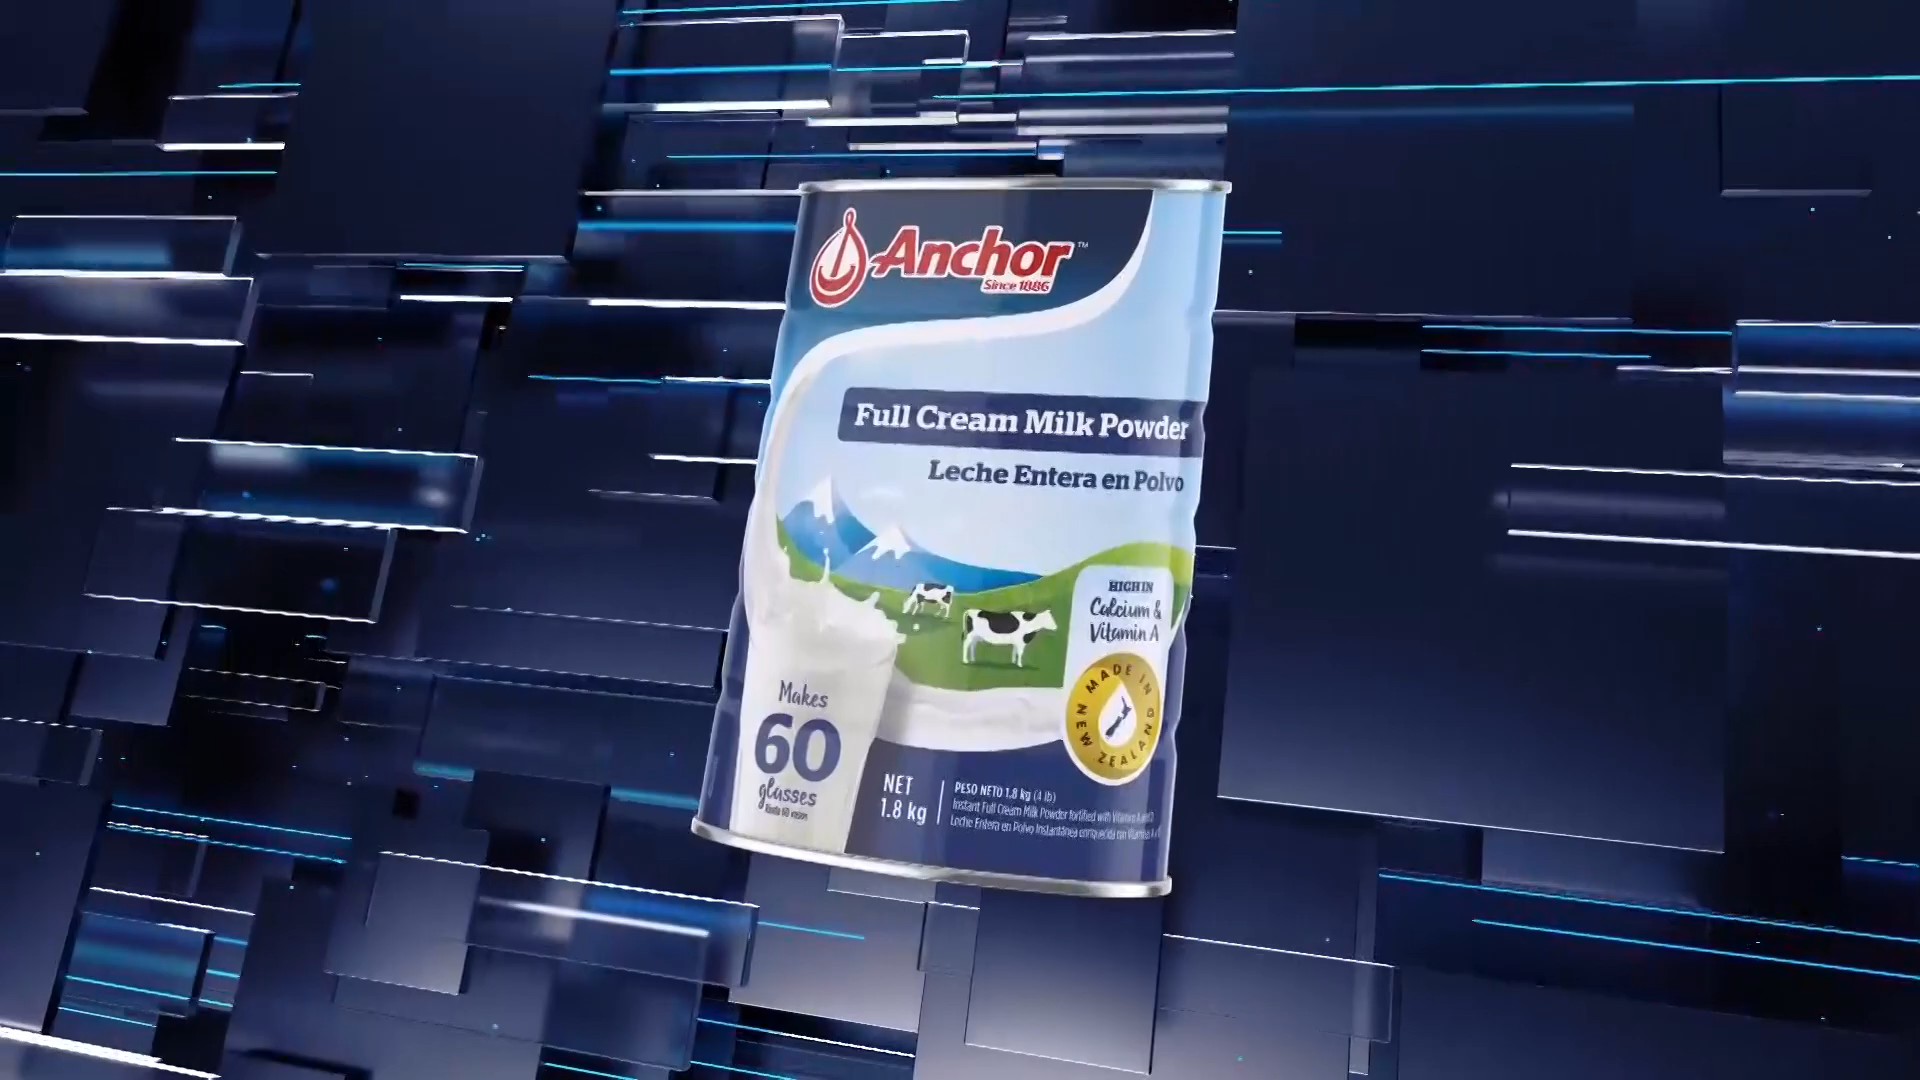 Anchor™
Since 1886
Full Cream Milk Powder
Leche Entera en Polvo
HIGH IN
Calcium &
Vitamin A
MADE IN NEW ZEALAND
Makes
60
glasses
NET
1.8 kg
PESO NETO 1.8 kg (4 lb)
Instant Full Cream Milk Powder fortified with Vitamin
Leche Entera en Polvo Instantánea enriquecida con